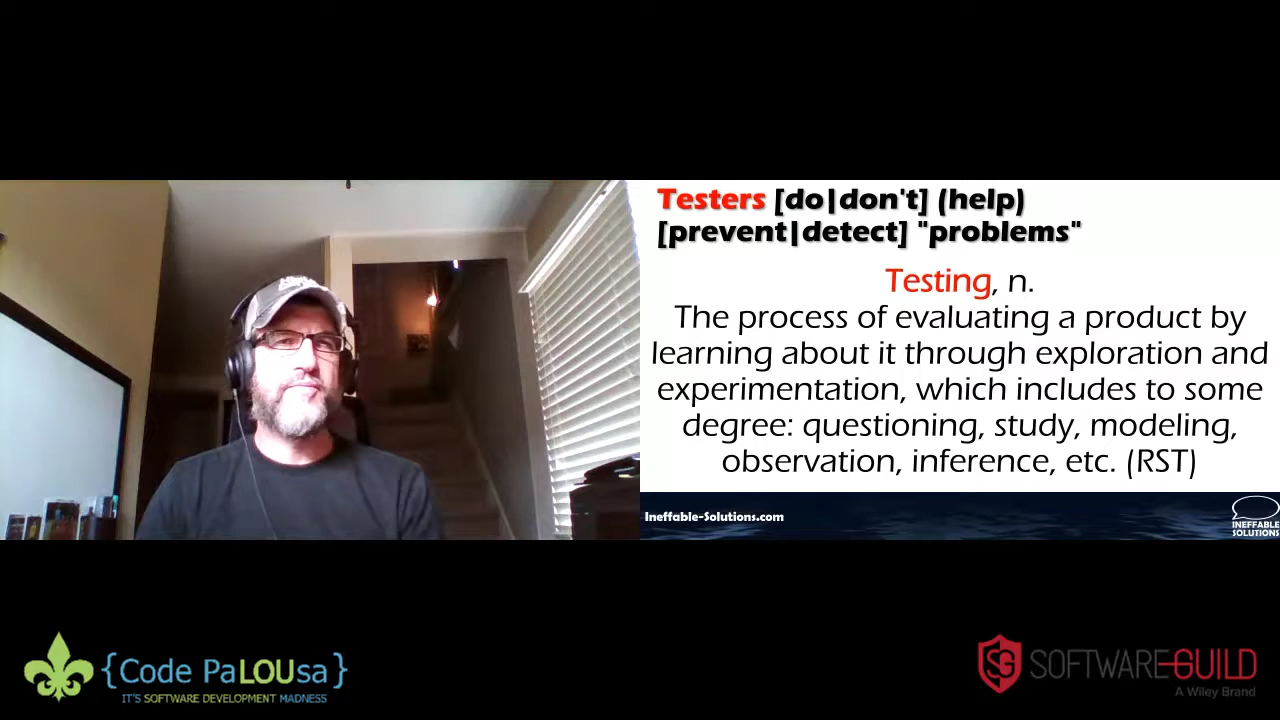 Testers [do|don't] (help)
[prevent|detect] "problems"
Testing, n.
The process of evaluating a product by
learning about it through exploration and
experimentation, which includes to some
degree: questioning, study, modeling,
observation, inference, etc. (RST)
Ineffable-Solutions.com
INEFFABLE
SOLUTIONS
{Code PaLOUsa}
IT'S SOFTWARE DEVELOPMENT MADNESS
SG SOFTWARE GUILD
A Wiley Brand